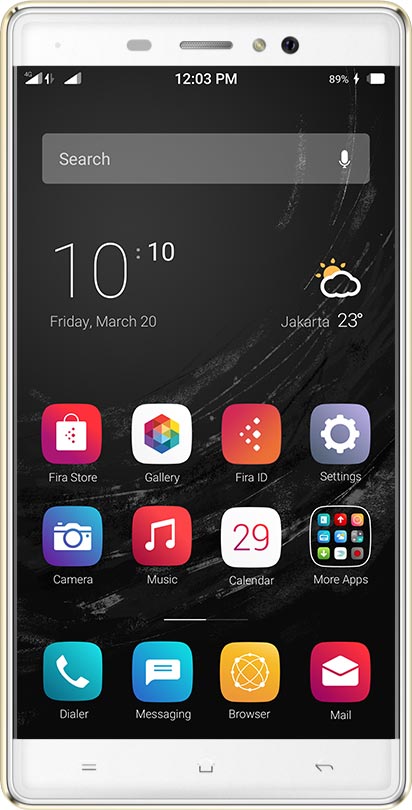 4G 12:03 PM 89%
Search
10:10
Friday, March 20
Jakarta 23°
Fira Store Gallery Fira ID Settings
29
Camera Music Calendar More Apps
Dialer Messaging Browser Mail